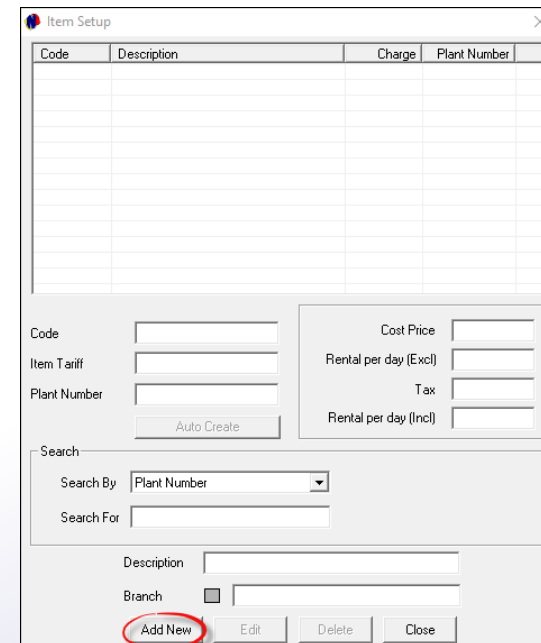 Item Setup
Code Description Charge Plant Number
Code
Item Tariff
Plant Number
Auto Create
Cost Price
Rental per day (Excl)
Tax
Rental per day (Incl)
Search
Search By Plant Number
Search For
Description
Branch
Add New Edit Delete Close